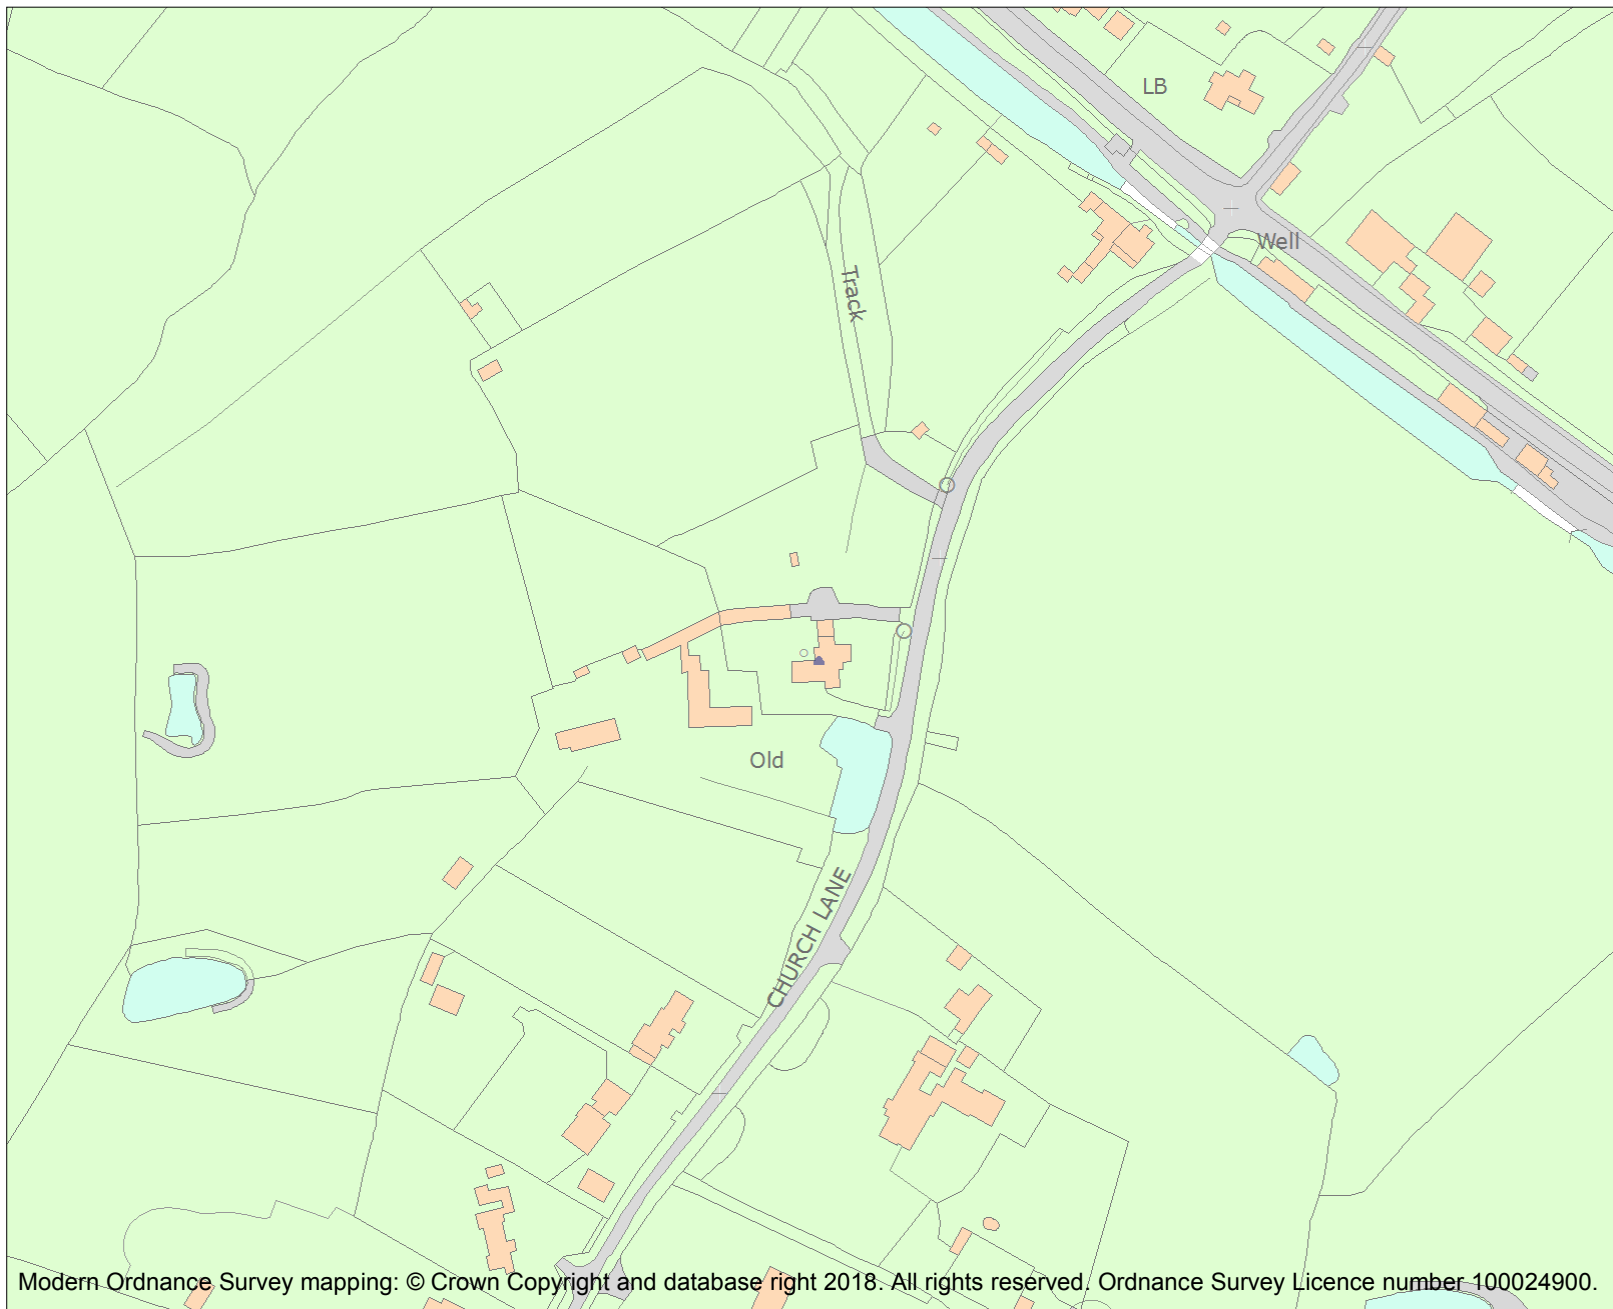 LB
Well
Track
Old
CHURCH LANE
Modern Ordnance Survey mapping: © Crown Copyright and database right 2018. All rights reserved. Ordnance Survey Licence number 100024900.